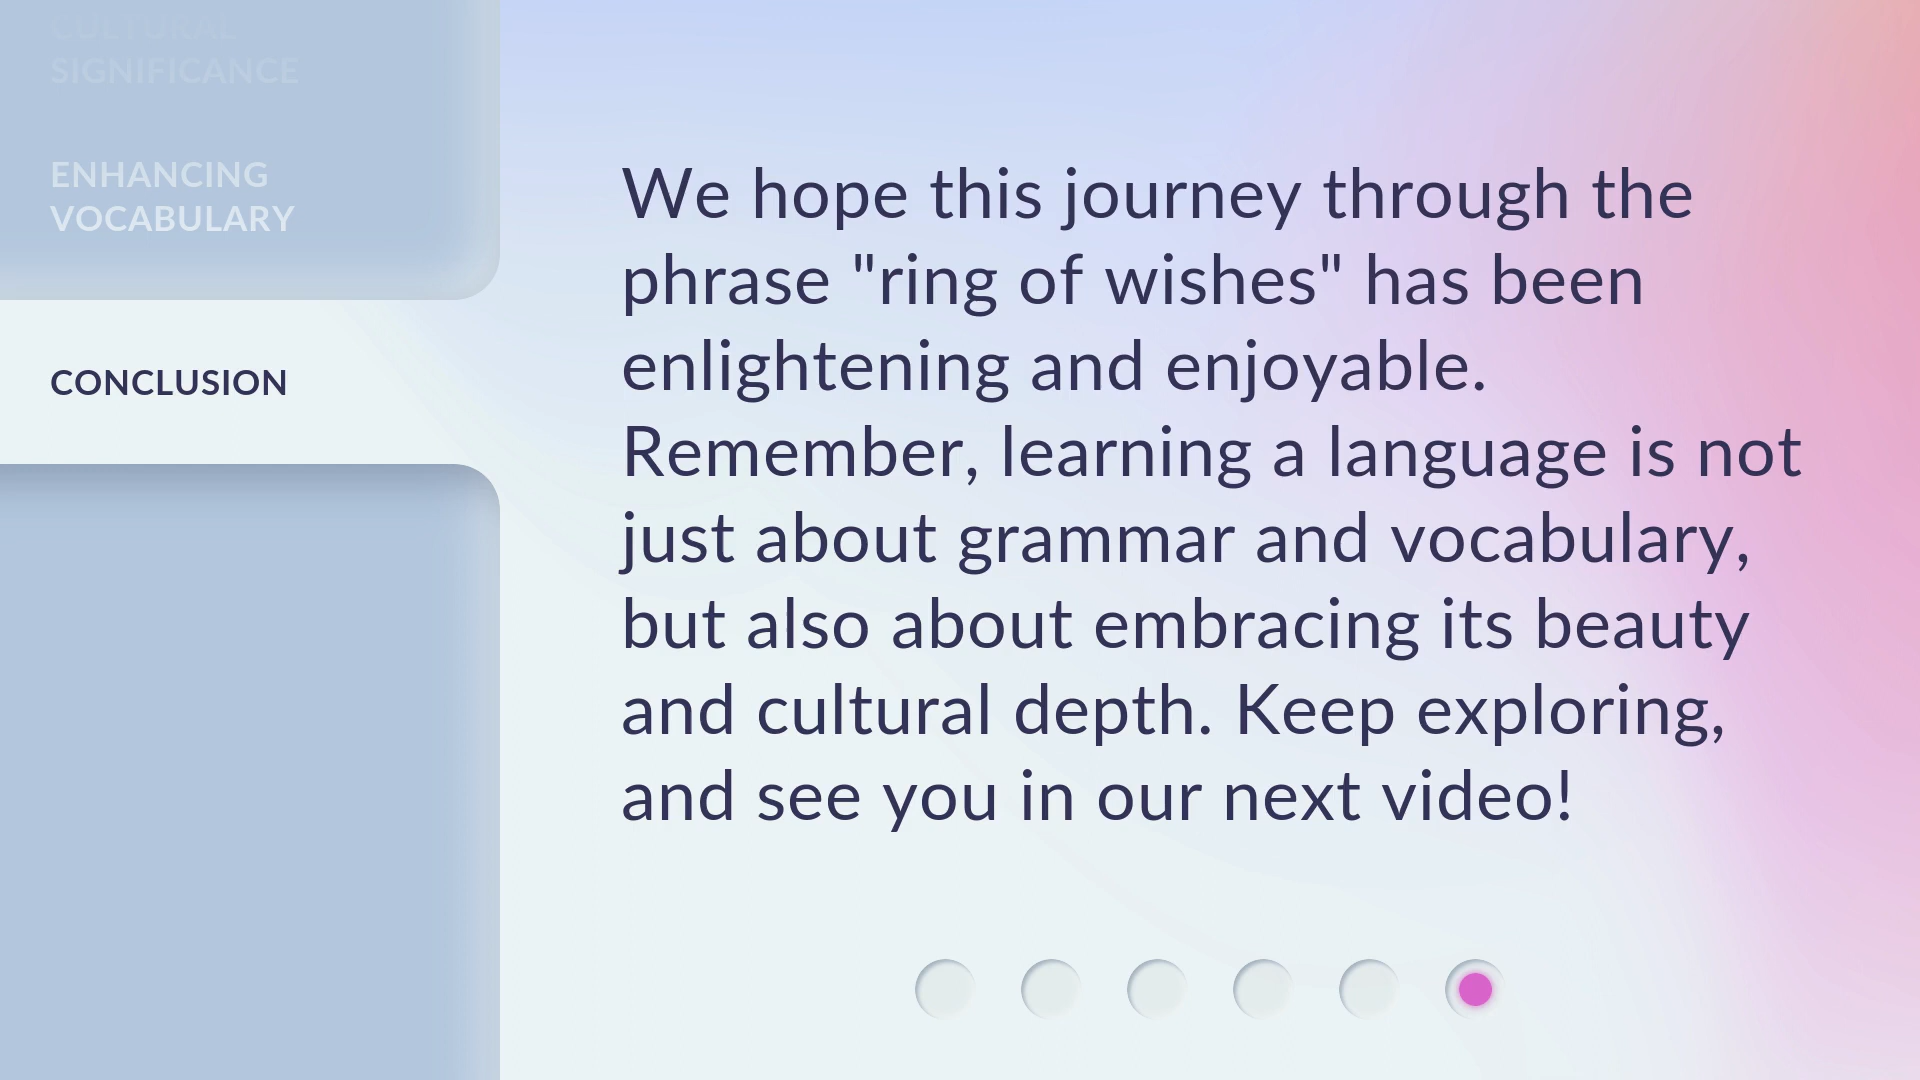 CULTURAL
SIGNIFICANCE
ENHANCING
VOCABULARY
CONCLUSION
We hope this journey through the
phrase "ring of wishes" has been
enlightening and enjoyable.
Remember, learning a language is not
just about grammar and vocabulary,
but also about embracing its beauty
and cultural depth. Keep exploring,
and see you in our next video!